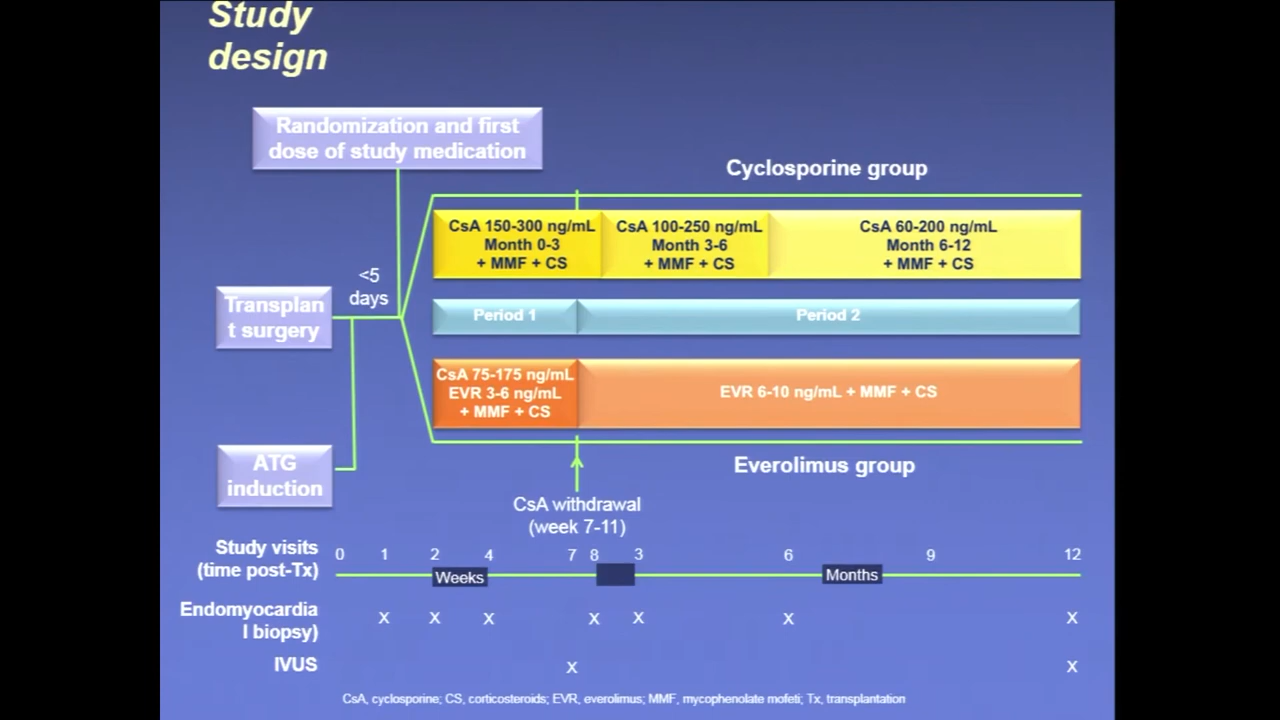 Study
design
Randomization and first
dose of study medication
Cyclosporine group
CsA 150-300 ng/mL
Month 0-3
+ MMF + CS
CsA 100-250 ng/mL
Month 3-6
+ MMF + CS
CsA 60-200 ng/mL
Month 6-12
+ MMF + CS
<5
days
Transplan
t surgery
Period 1
Period 2
CsA 75-175 ng/mL
EVR 3-6 ng/mL
+ MMF + CS
EVR 6-10 ng/mL + MMF + CS
ATG
induction
Everolimus group
CsA withdrawal
(week 7-11)
Study visits
(time post-Tx)
0 1 2 4 7 8 3 6 9 12
Weeks
Months
Endomyocardia
l biopsy)
x x x x x x x
IVUS
x x
CsA, cyclosporine; CS, corticosteroids; EVR, everolimus; MMF, mycophenolate mofeti; Tx, transplantation